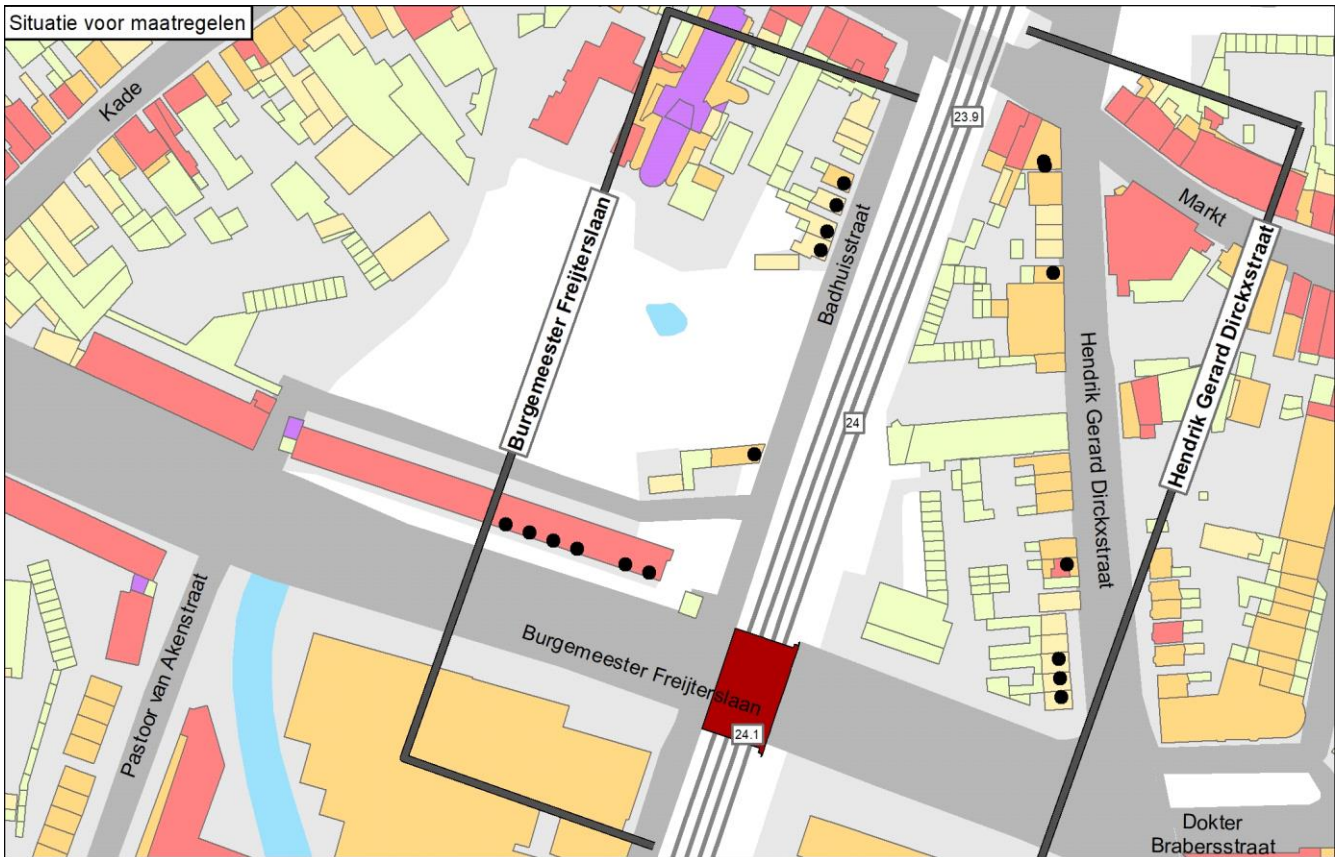 Situatie voor maatregelen
Kade
23.9
Burgemeester Freijterslaan
Badhuisstraat
Markt
Hendrik Gerard Dirckxstraat
Hendrik Gerard Dirckxstraat
24
Pastoor van Akenstraat
Burgemeester Freijterslaan
24.1
Dokter
Brabersstraat